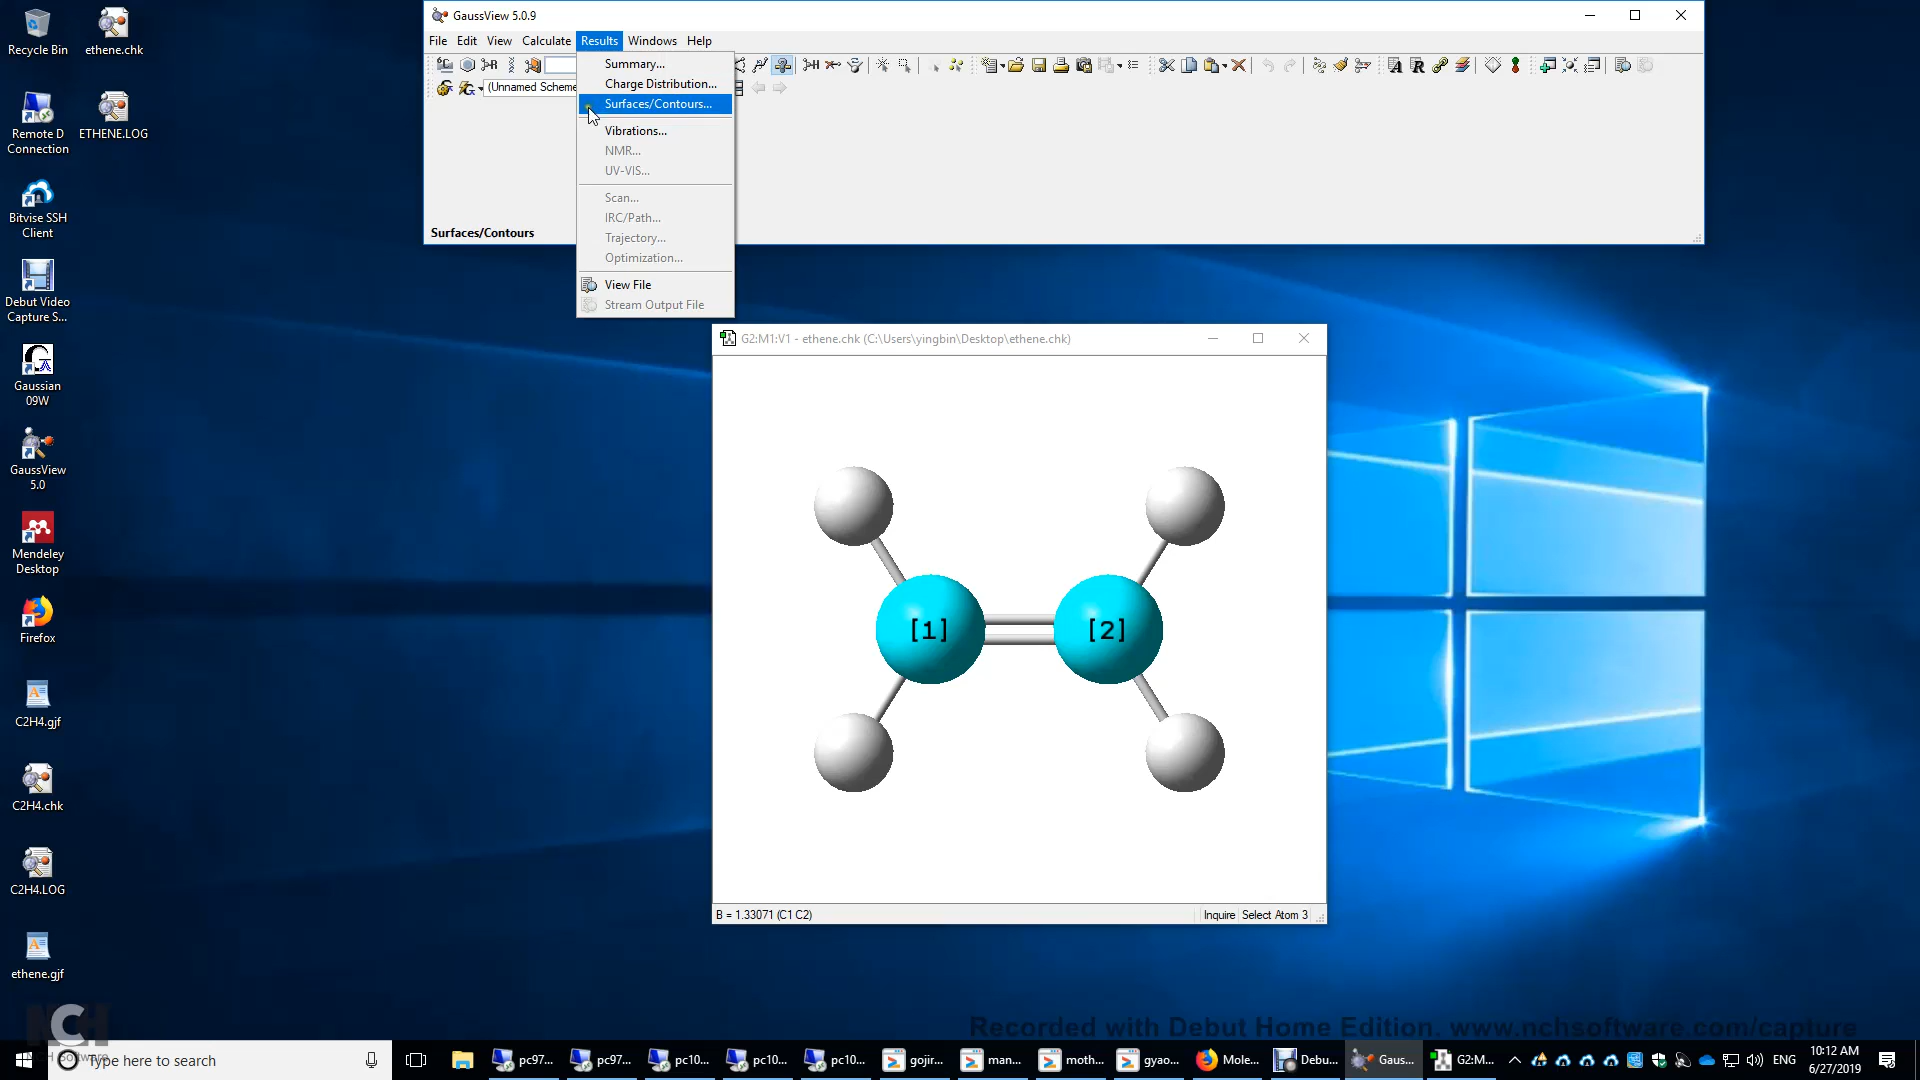 Recycle Bin
ethene.chk
Remote D
Connection
ETHENE.LOG
Bitvise SSH
Client
Debut Video
Capture S...
Gaussian
09W
GaussView
5.0
Mendeley
Desktop
Firefox
C2H4.gjf
C2H4.chk
C2H4.LOG
ethene.gjf
GaussView 5.0.9
File Edit View Calculate Results Windows Help
(Unnamed Scheme
Surfaces/Contours
Summary...
Charge Distribution...
Surfaces/Contours...
Vibrations...
NMR...
UV-VIS...
Scan...
IRC/Path...
Trajectory...
Optimization...
View File
Stream Output File
G2:M1:V1 - ethene.chk (C:\Users\yingbin\Desktop\ethene.chk)
[1] [2]
B = 1.33071 (C1 C2)
Inquire Select Atom 3
NCH
Recorded with Debut Home Edition. www.nchsoftware.com/capture
Type here to search
pc97...
pc97...
pc10...
pc10...
pc10...
gojir...
man...
moth...
gyao...
Mole...
Debu...
Gaus...
G2:M...
ENG
10:12 AM
6/27/2019